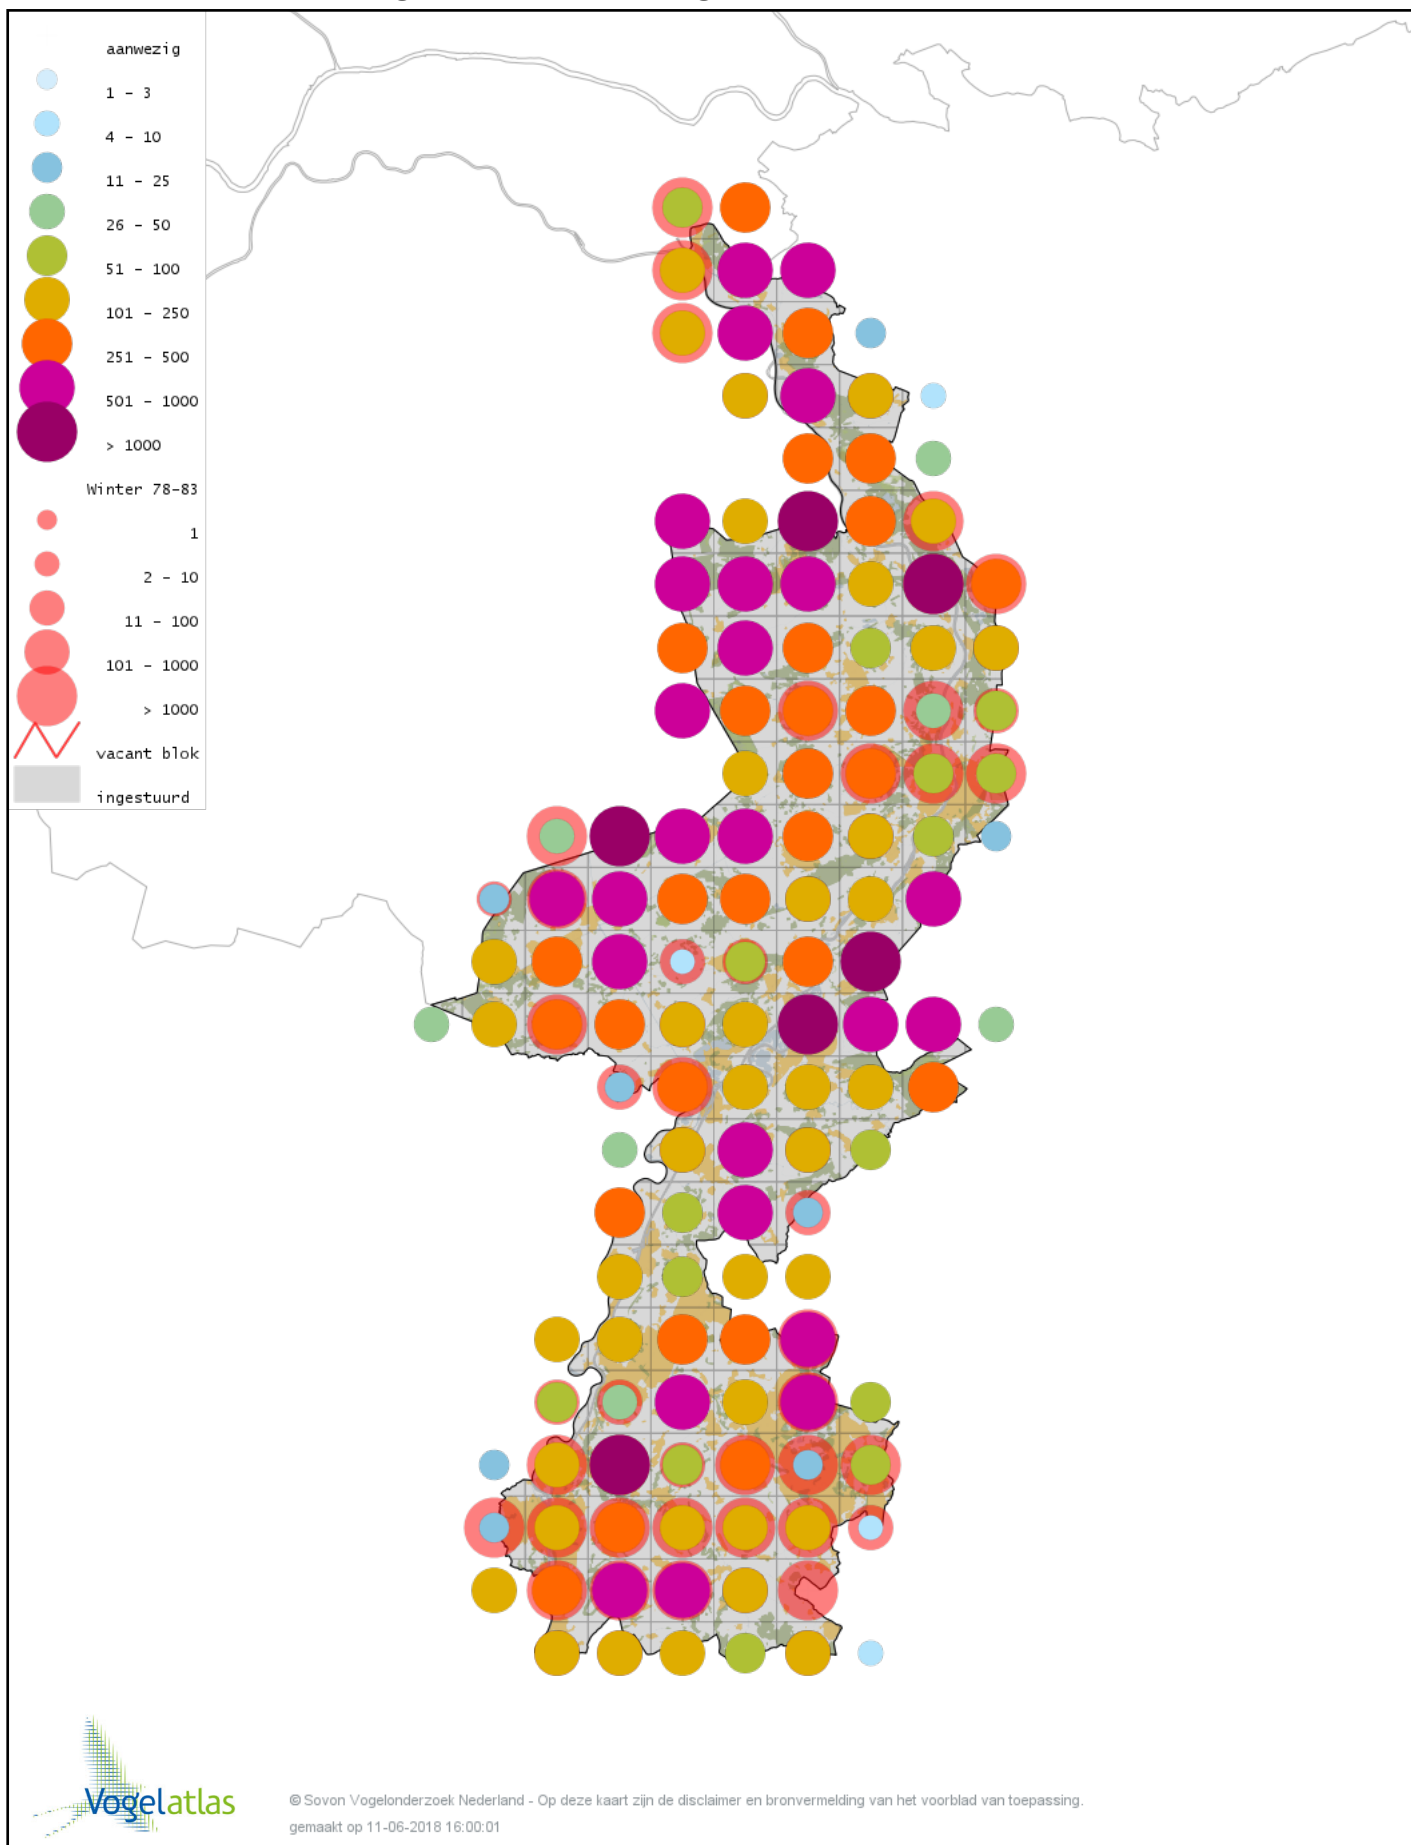 aanwezig
1 – 3
4 – 10
11 – 25
26 – 50
51 – 100
101 – 250
251 – 500
501 – 1000
> 1000
Winter 78–83
1
2 – 10
11 – 100
101 – 1000
> 1000
vacant blok
ingestuurd
Vogelatlas
© Sovon Vogelonderzoek Nederland - Op deze kaart zijn de disclaimer en bronvermelding van het voorblad van toepassing.
gemaakt op 11-06-2018 16:00:01